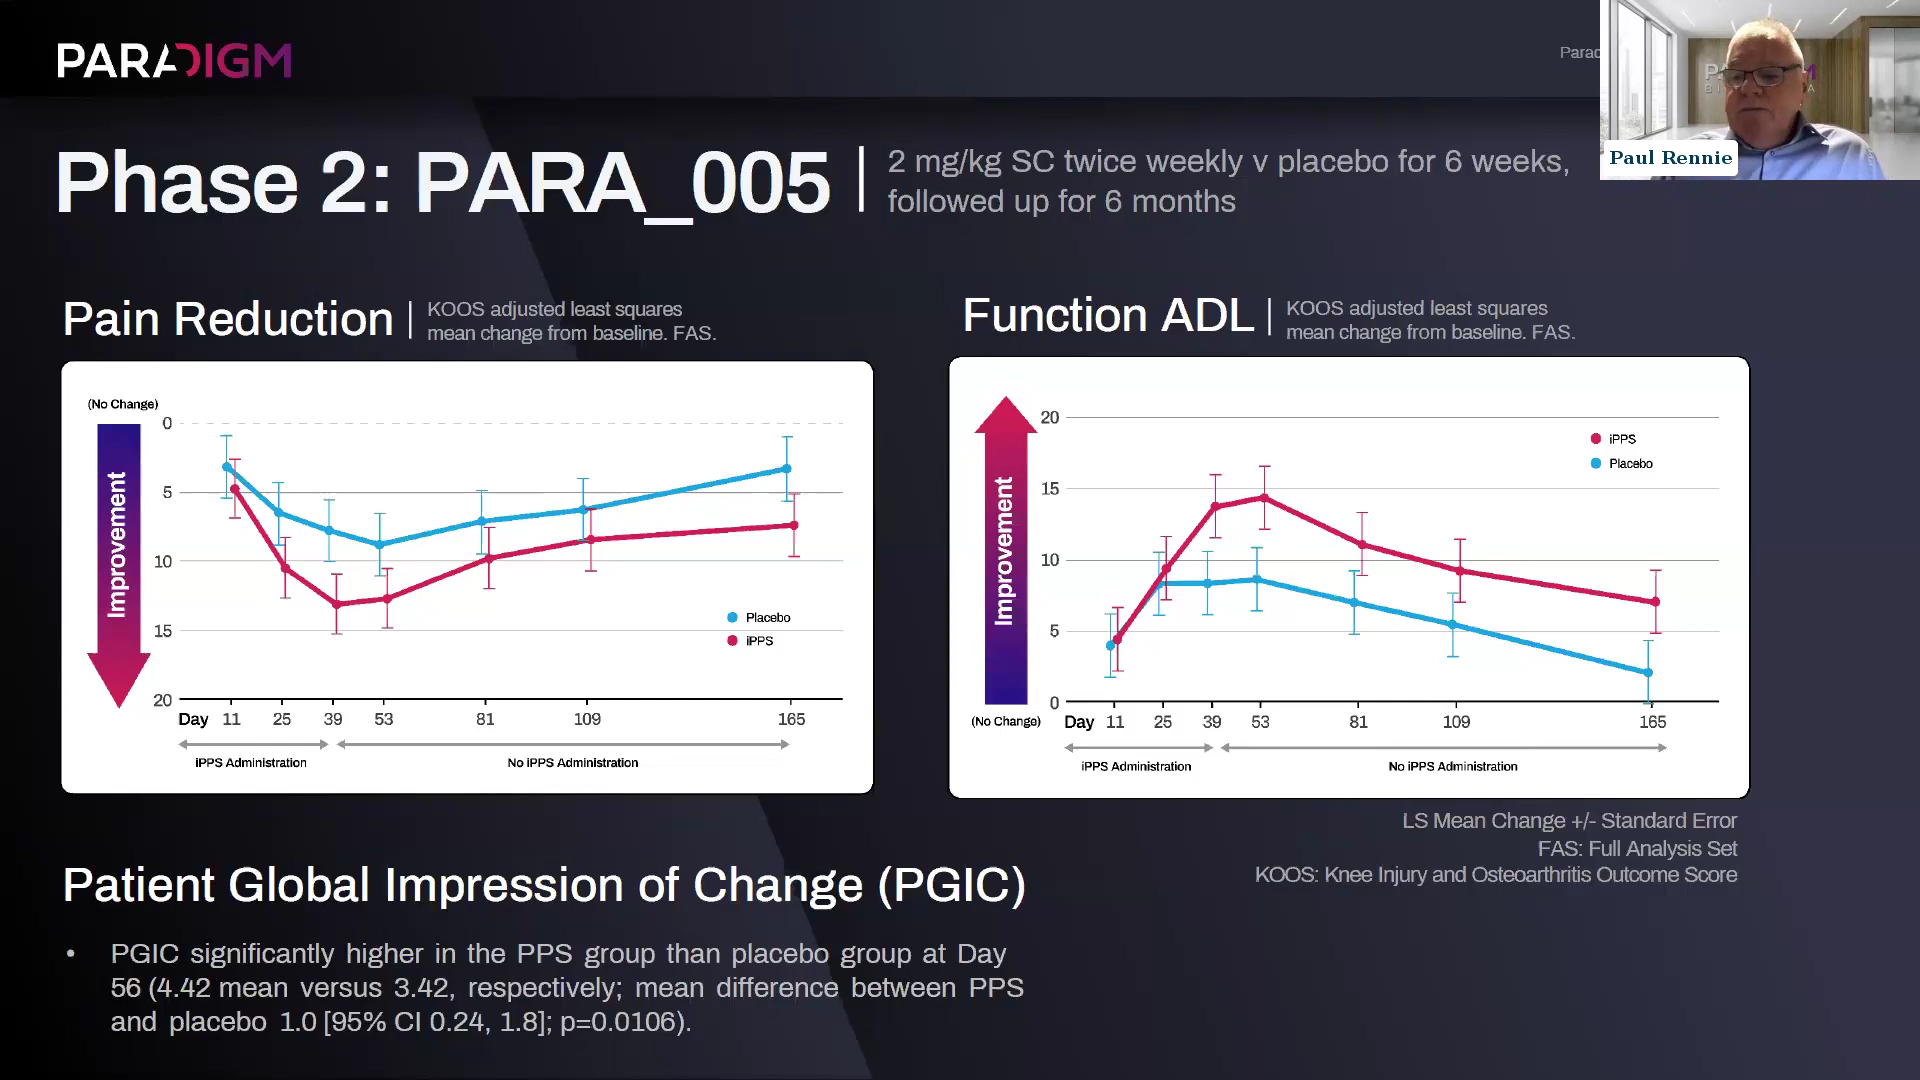 PARADIGM
Parad
Paul Rennie
Phase 2: PARA_005
2 mg/kg SC twice weekly v placebo for 6 weeks,
followed up for 6 months
Pain Reduction
KOOS adjusted least squares
mean change from baseline. FAS.
(No Change)
0
5
10
15
20
Improvement
Placebo
iPPS
Day 11 25 39 53 81 109 165
iPPS Administration
No iPPS Administration
Function ADL
KOOS adjusted least squares
mean change from baseline. FAS.
20
15
10
5
0
Improvement
iPPS
Placebo
(No Change)
Day 11 25 39 53 81 109 165
iPPS Administration
No iPPS Administration
LS Mean Change +/- Standard Error
FAS: Full Analysis Set
KOOS: Knee Injury and Osteoarthritis Outcome Score
Patient Global Impression of Change (PGIC)
• PGIC significantly higher in the PPS group than placebo group at Day
56 (4.42 mean versus 3.42, respectively; mean difference between PPS
and placebo 1.0 [95% CI 0.24, 1.8]; p=0.0106).